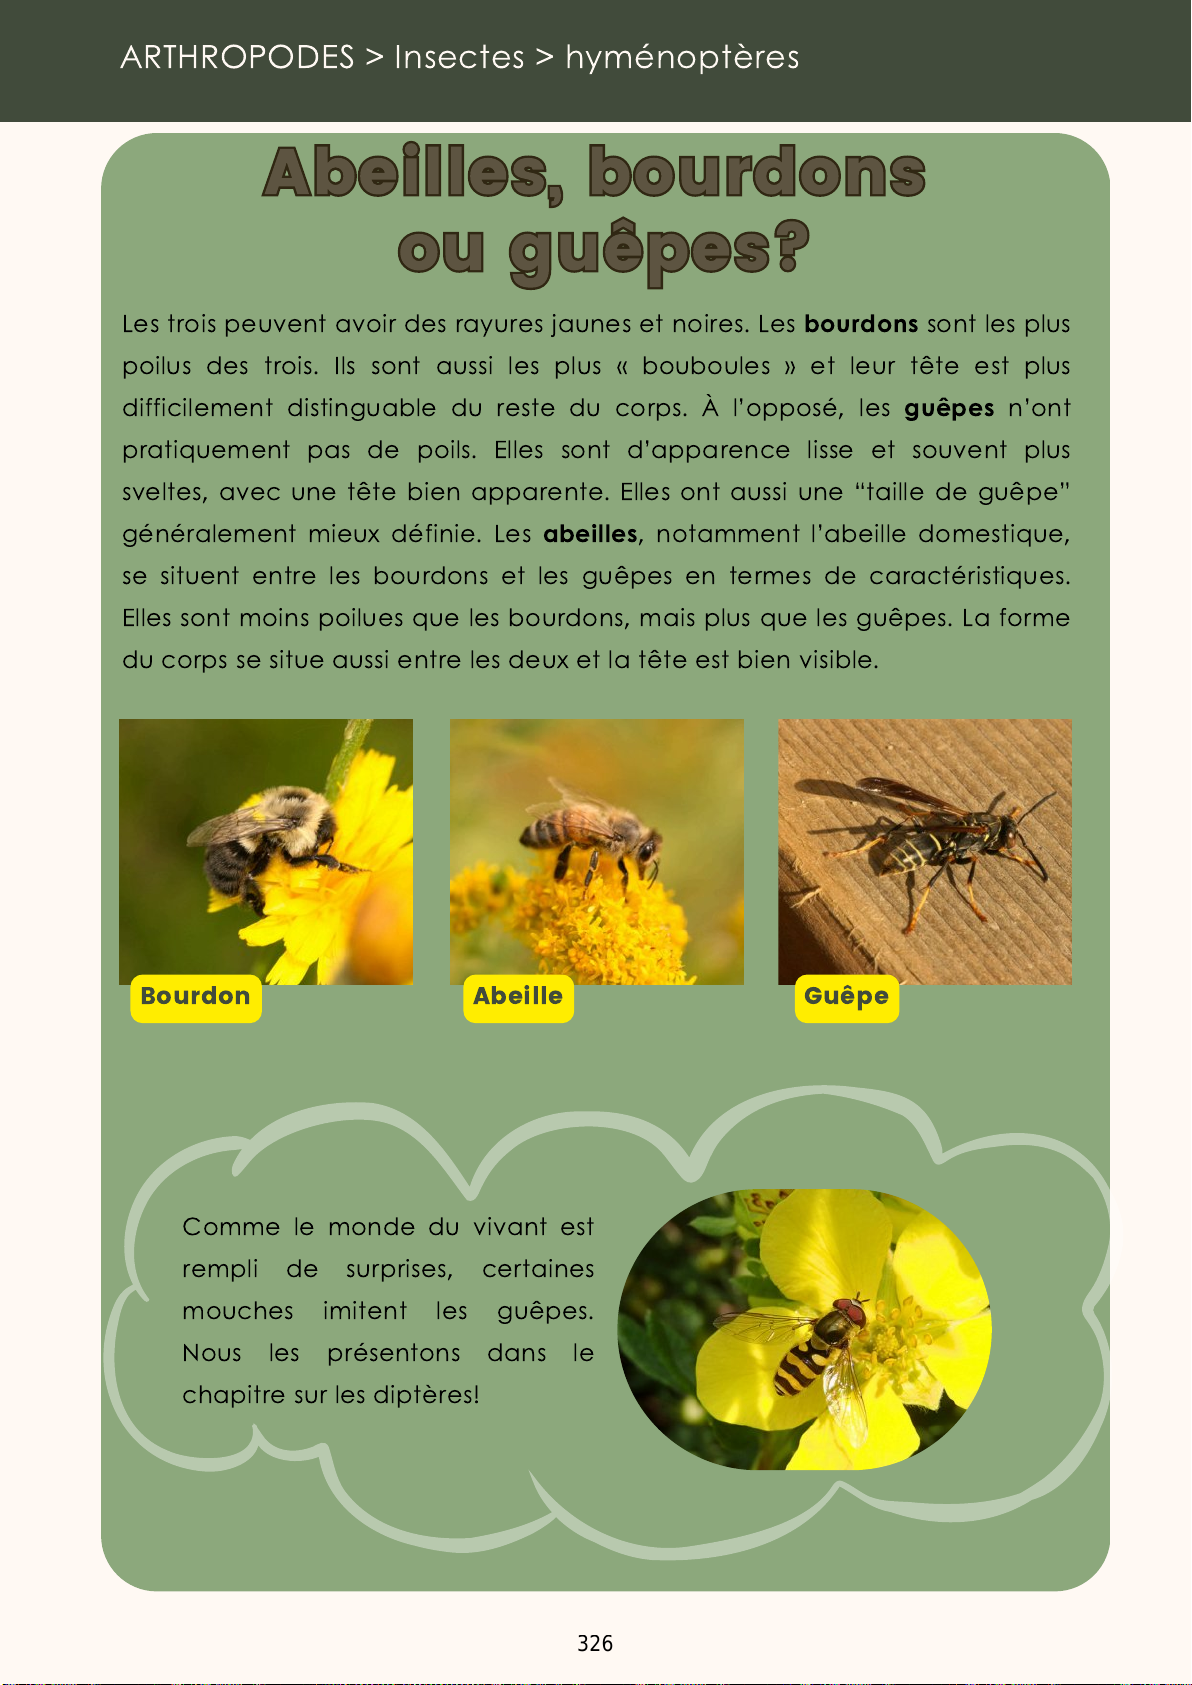 ARTHROPODES > Insectes > hyménoptères
Abeilles, bourdons
ou guêpes?
Les trois peuvent avoir des rayures jaunes et noires. Les bourdons sont les plus
poilus des trois. Ils sont aussi les plus « bouboules » et leur tête est plus
difficilement distinguable du reste du corps. À l'opposé, les guêpes n'ont
pratiquement pas de poils. Elles sont d'apparence lisse et souvent plus
sveltes, avec une tête bien apparente. Elles ont aussi une “taille de guêpe”
généralement mieux définie. Les abeilles, notamment l'abeille domestique,
se situent entre les bourdons et les guêpes en termes de caractéristiques.
Elles sont moins poilues que les bourdons, mais plus que les guêpes. La forme
du corps se situe aussi entre les deux et la tête est bien visible.
Bourdon
Abeille
Guêpe
Comme le monde du vivant est
rempli de surprises, certaines
mouches imitent les guêpes.
Nous les présentons dans le
chapitre sur les diptères!
326